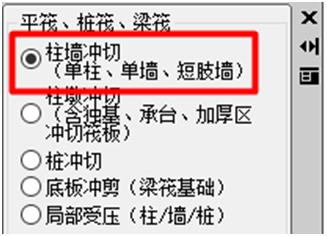 平筏、桩筏、梁筏
柱墙冲切
（单柱、单墙、短肢墙）
柱墩冲切
（含独基、承台、加厚区
冲切筏板）
桩冲切
底板冲剪（梁筏基础）
局部受压（柱/墙/桩）